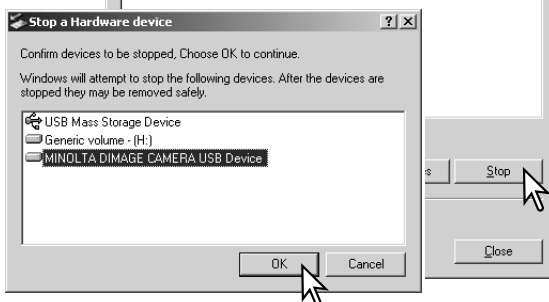 Stop a Hardware device
Confirm devices to be stopped, Choose OK to continue.
Windows will attempt to stop the following devices. After the devices are
stopped they may be removed safely.
USB Mass Storage Device
Generic volume - (H:)
MINOLTA DIMAGE CAMERA USB Device
OK
Cancel
Stop
Close